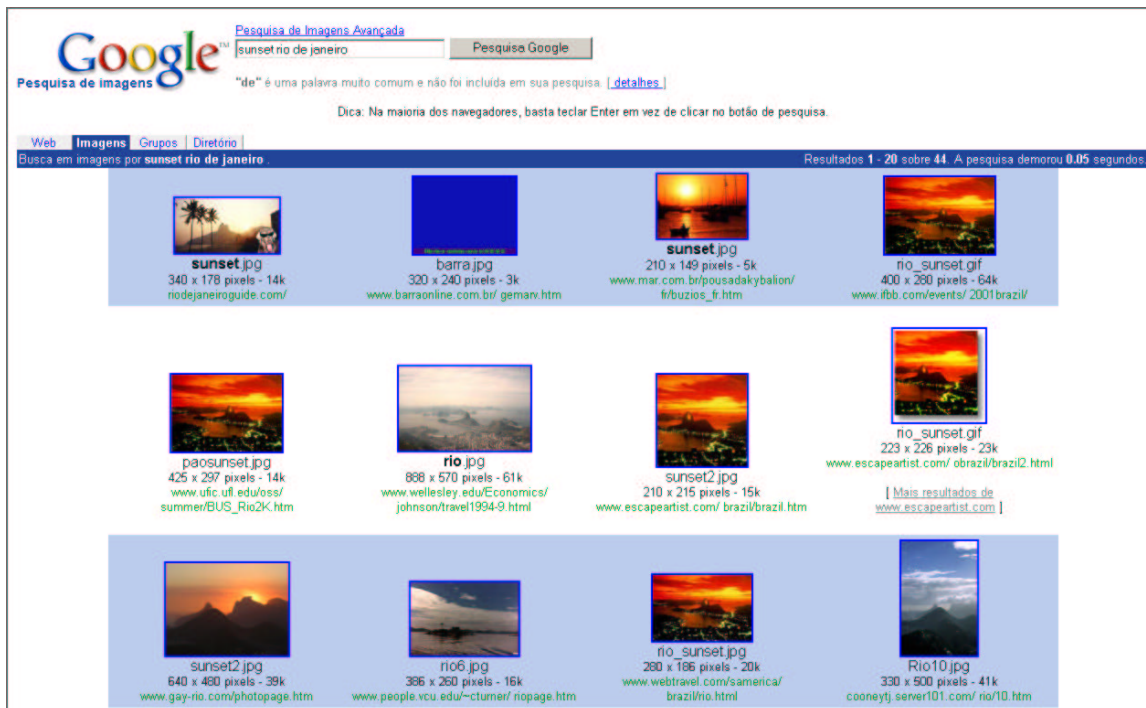 Pesquisa de Imagens Avançada
Google™
sunset rio de janeiro
Pesquisa Google
Pesquisa de imagens
"de" é uma palavra muito comum e não foi incluída em sua pesquisa. [ detalhes ]
Dica: Na maioria dos navegadores, basta teclar Enter em vez de clicar no botão de pesquisa.
Web Imagens Grupos Diretório
Busca em imagens por sunset rio de janeiro . Resultados 1 - 20 sobre 44. A pesquisa demorou 0.05 segundos.
sunset.jpg
340 x 178 pixels - 14k
riodejaneiroguide.com/
barra.jpg
320 x 240 pixels - 3k
www.barraonline.com.br/ gemarv.htm
sunset.jpg
210 x 149 pixels - 5k
www.mar.com.br/pousadakybalion/
fr/buzios_fr.htm
rio_sunset.gif
400 x 280 pixels - 64k
www.ifbb.com/events/ 2001brazil/
paosunset.jpg
425 x 297 pixels - 14k
www.ufic.ufl.edu/oss/
summer/BUS_Rio2K.htm
rio.jpg
888 x 570 pixels - 61k
www.wellesley.edu/Economics/
johnson/travel1994-9.html
sunset2.jpg
210 x 215 pixels - 15k
www.escapeartist.com/ brazil/brazil.htm
rio_sunset.gif
223 x 226 pixels - 23k
www.escapeartist.com/ obrazil/brazil2.html
[ Mais resultados de
www.escapeartist.com ]
sunset2.jpg
640 x 480 pixels - 39k
www.gay-rio.com/photopage.htm
rio6.jpg
386 x 260 pixels - 16k
www.people.vcu.edu/~cturner/ riopage.htm
rio_sunset.jpg
280 x 186 pixels - 20k
www.webtravel.com/samerica/
brazil/rio.html
Rio10.jpg
330 x 500 pixels - 41k
cooneytj.server101.com/ rio/10.htm